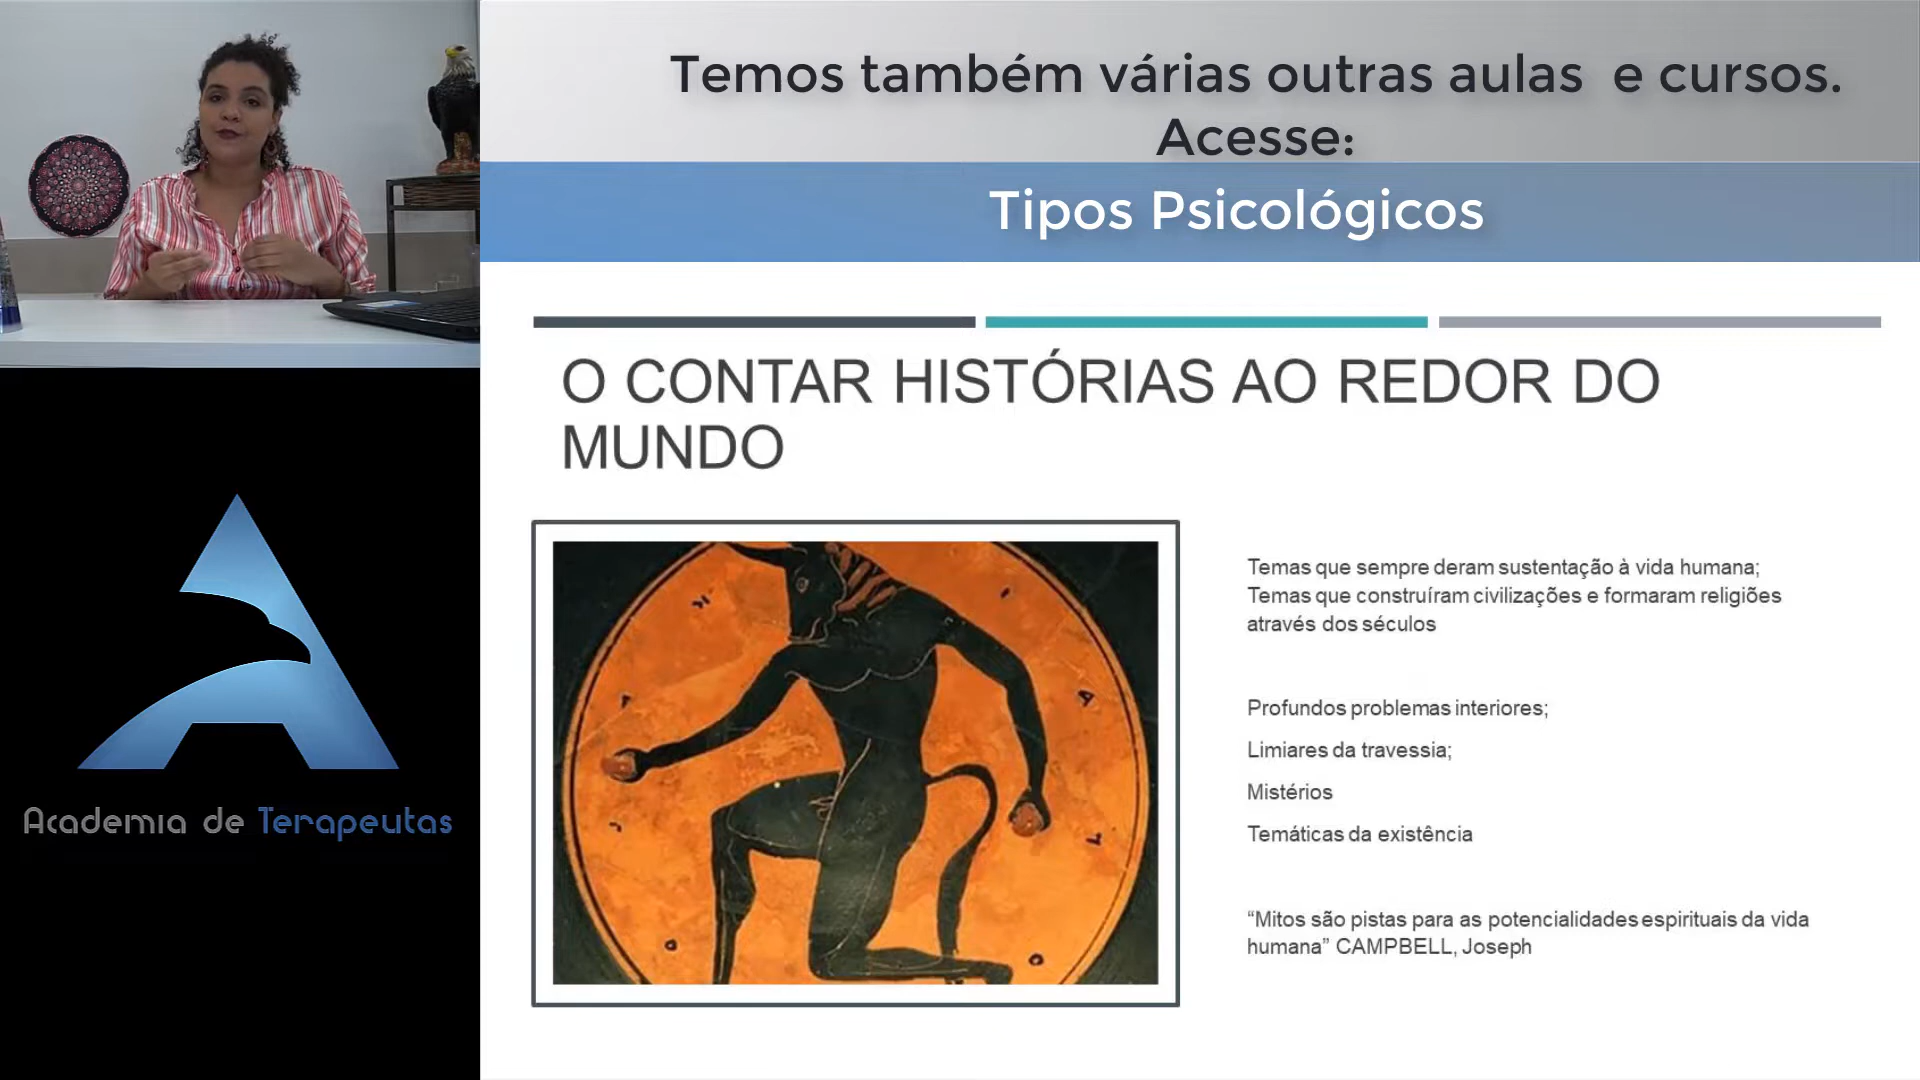 Temos também várias outras aulas e cursos.
Acesse:
Tipos Psicológicos
O CONTAR HISTÓRIAS AO REDOR DO
MUNDO
Temas que sempre deram sustentação à vida humana;
Temas que construíram civilizações e formaram religiões
através dos séculos
Profundos problemas interiores;
Limiares da travessia;
Mistérios
Temáticas da existência
“Mitos são pistas para as potencialidades espirituais da vida
humana” CAMPBELL, Joseph
Academia de Terapeutas